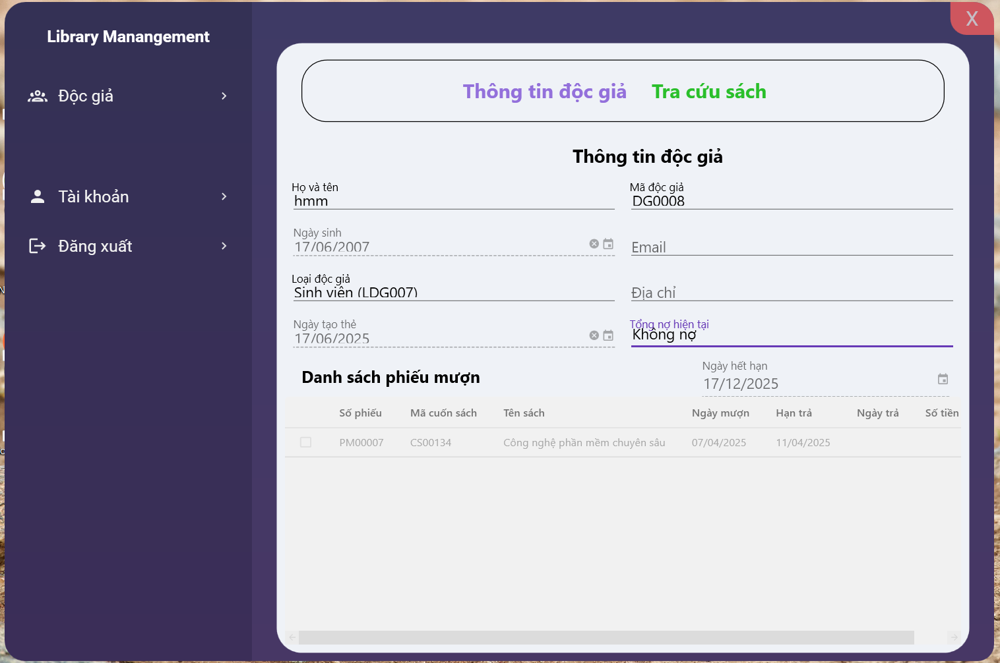 Library Manangement
X
Độc giả
Tài khoản
Đăng xuất
Thông tin độc giả Tra cứu sách
Thông tin độc giả
Họ và tên
hmm
Mã độc giả
DG0008
Ngày sinh
17/06/2007
Email
Loại độc giả
Sinh viên (LDG007)
Địa chỉ
Ngày tạo thẻ
17/06/2025
Tổng nợ hiện tại
Không nợ
Danh sách phiếu mượn
Ngày hết hạn
17/12/2025
Số phiếu Mã cuốn sách Tên sách Ngày mượn Hạn trả Ngày trả Số tiền
PM00007 CS00134 Công nghệ phần mềm chuyên sâu 07/04/2025 11/04/2025